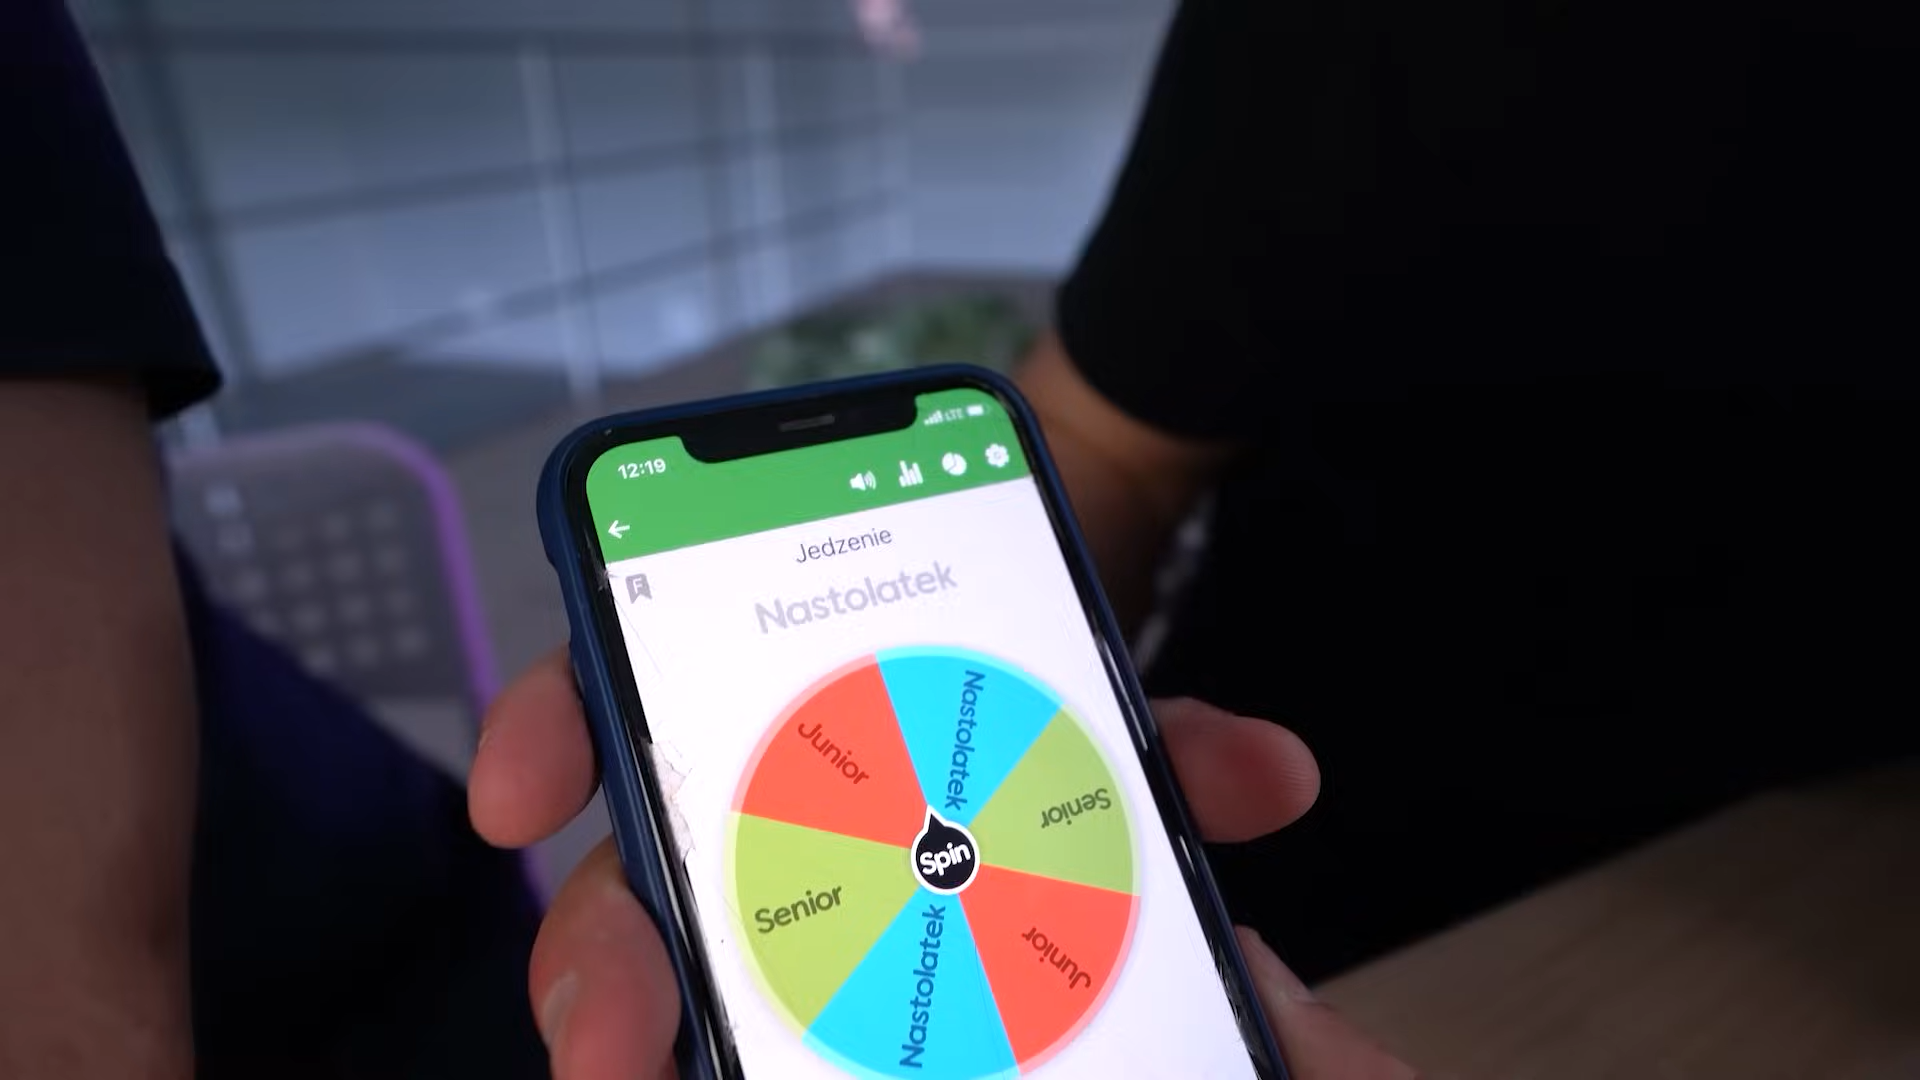 12:19
LTE
Jedzenie
F
Nastolatek
Nastolatek
Junior
Senior
Spin
Senior
Junior
Nastolatek